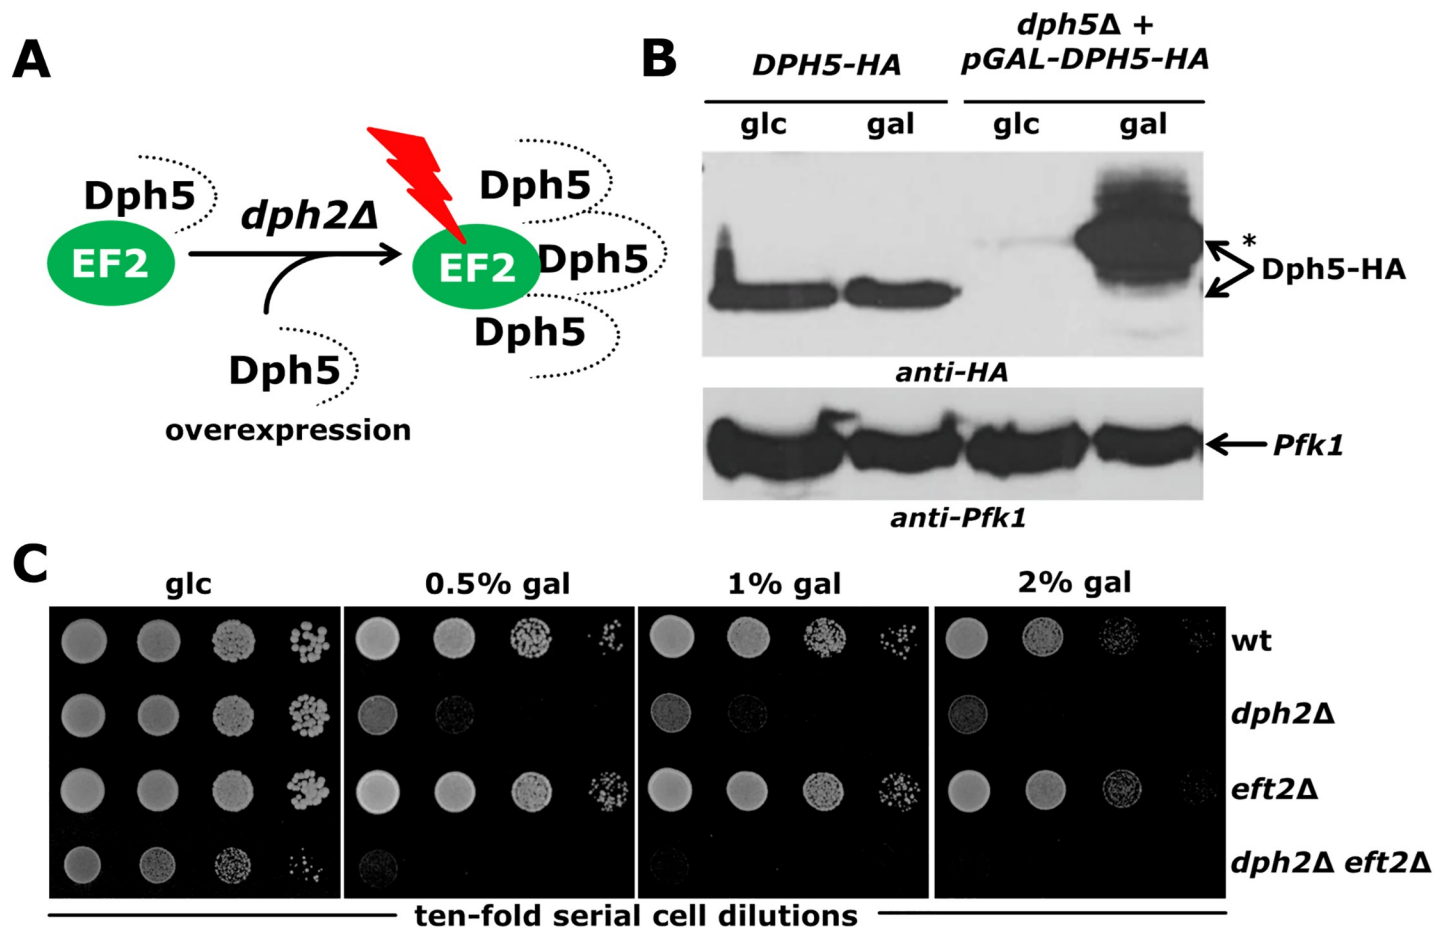 A
Dph5
EF2
dph2Δ
Dph5
overexpression
EF2
Dph5
Dph5
Dph5
B
DPH5-HA
dph5Δ +
pGAL-DPH5-HA
glc gal glc gal
*
Dph5-HA
anti-HA
Pfk1
anti-Pfk1
C
glc 0.5% gal 1% gal 2% gal
wt
dph2Δ
eft2Δ
dph2Δ eft2Δ
ten-fold serial cell dilutions